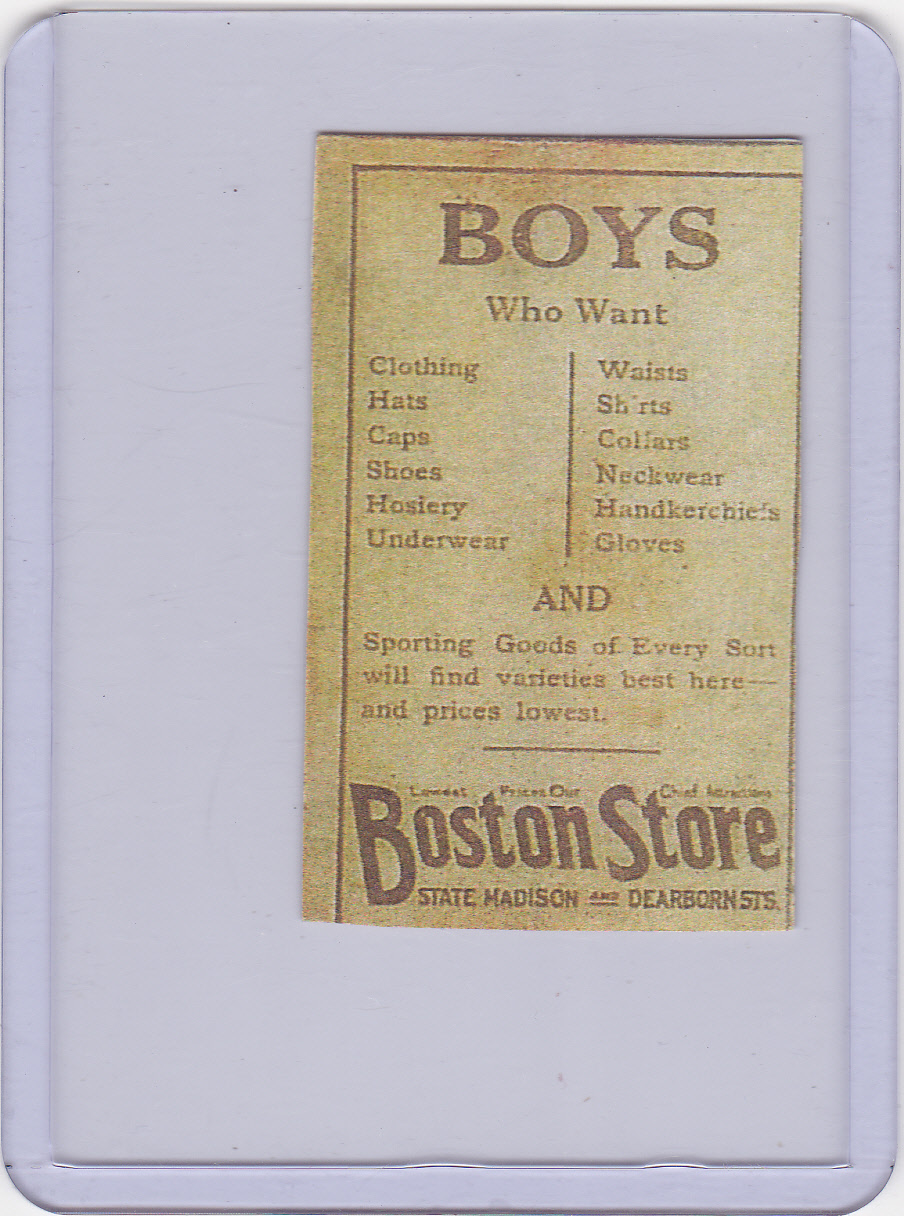 BOYS
Who Want
Clothing
Hats
Caps
Shoes
Hosiery
Underwear
Waists
Shirts
Collars
Neckwear
Handkerchiefs
Gloves
AND
Sporting Goods of Every Sort
will find varieties best here—
and prices lowest.
Lowest Prices Our Chief Attractions
Boston Store
STATE MADISON AND DEARBORN STS.